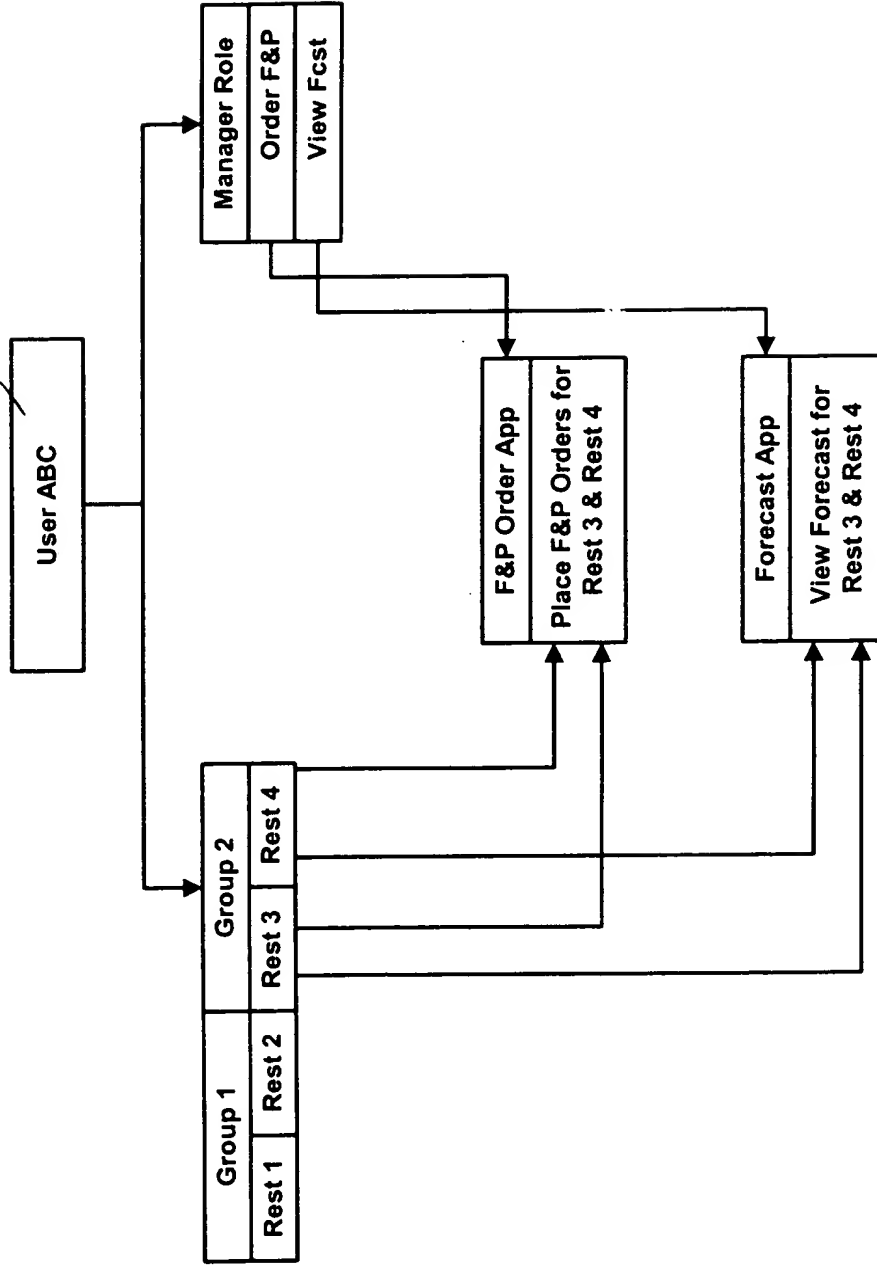 User ABC
Group 1
Group 2
Rest 1
Rest 2
Rest 3
Rest 4
Manager Role
Order F&P
View Fcst
F&P Order App
Place F&P Orders for
Rest 3 & Rest 4
Forecast App
View Forecast for
Rest 3 & Rest 4